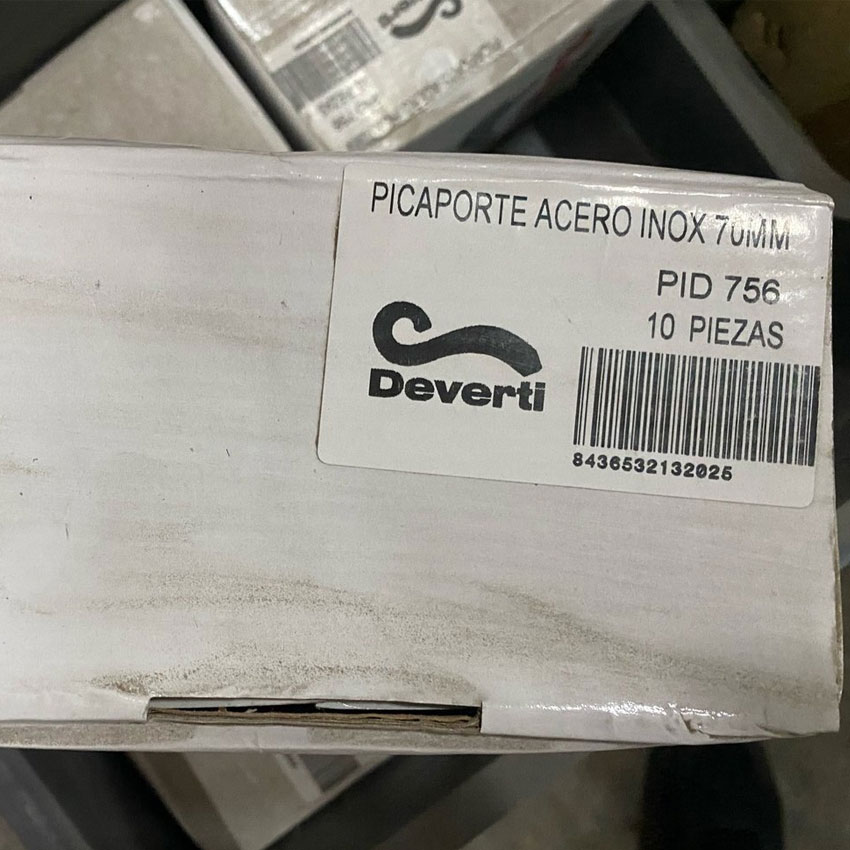 PICAPORTE ACERO INOX 70MM
PID 756
10 PIEZAS
Deverti
8436532132025